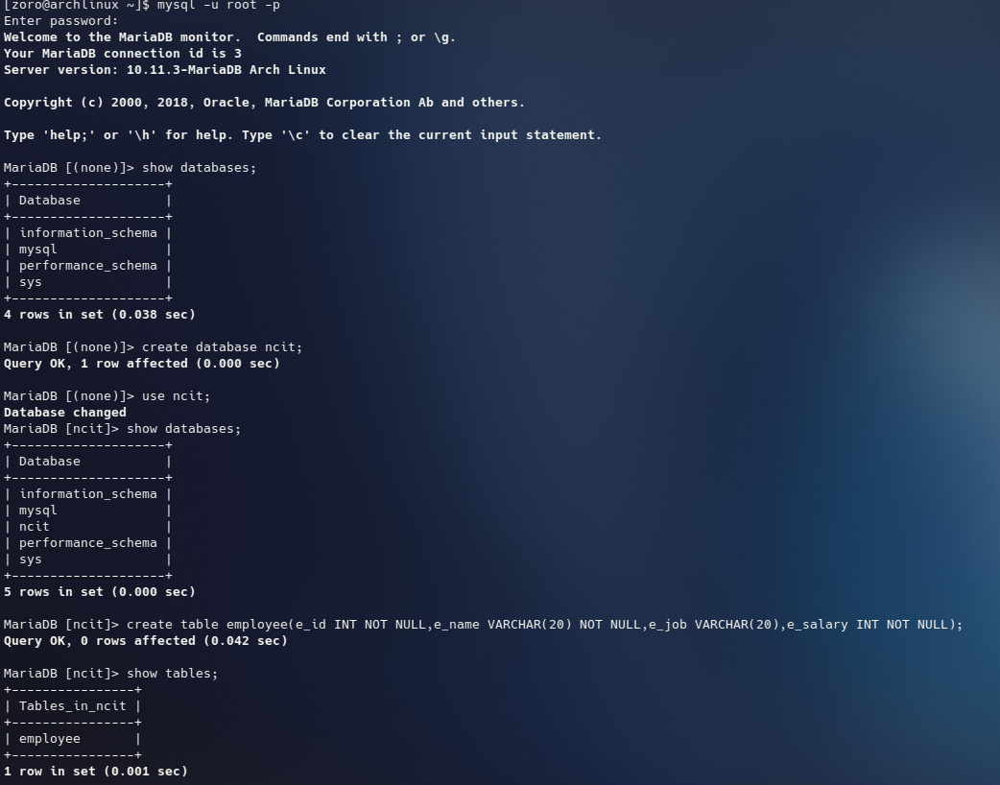 [zoro@archlinux ~]$ mysql -u root -p
Enter password:
Welcome to the MariaDB monitor.  Commands end with ; or \g.
Your MariaDB connection id is 3
Server version: 10.11.3-MariaDB Arch Linux

Copyright (c) 2000, 2018, Oracle, MariaDB Corporation Ab and others.

Type 'help;' or '\h' for help. Type '\c' to clear the current input statement.

MariaDB [(none)]> show databases;
+--------------------+
| Database           |
+--------------------+
| information_schema |
| mysql              |
| performance_schema |
| sys                |
+--------------------+
4 rows in set (0.038 sec)

MariaDB [(none)]> create database ncit;
Query OK, 1 row affected (0.000 sec)

MariaDB [(none)]> use ncit;
Database changed
MariaDB [ncit]> show databases;
+--------------------+
| Database           |
+--------------------+
| information_schema |
| mysql              |
| ncit               |
| performance_schema |
| sys                |
+--------------------+
5 rows in set (0.000 sec)

MariaDB [ncit]> create table employee(e_id INT NOT NULL,e_name VARCHAR(20) NOT NULL,e_job VARCHAR(20),e_salary INT NOT NULL);
Query OK, 0 rows affected (0.042 sec)

MariaDB [ncit]> show tables;
+----------------+
| Tables_in_ncit |
+----------------+
| employee       |
+----------------+
1 row in set (0.001 sec)